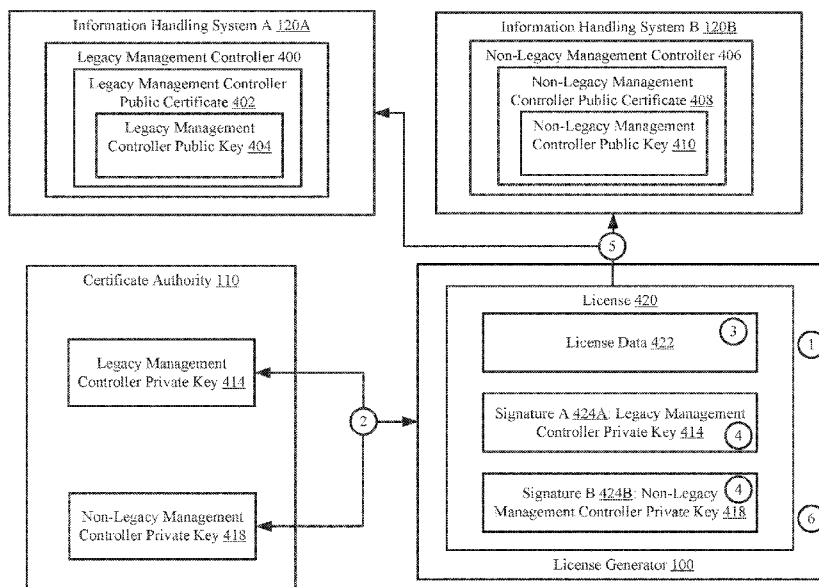 Information Handling System A 120A
Legacy Management Controller 400
Legacy Management Controller
Public Certificate 402
Legacy Management
Controller Public Key 404
Information Handling System B 120B
Non-Legacy Management Controller 406
Non-Legacy Management
Controller Public Certificate 408
Non-Legacy Management
Controller Public Key 410
5
Certificate Authority 110
Legacy Management
Controller Private Key 414
2
Non-Legacy Management
Controller Private Key 418
License 420
3
License Data 422
1
Signature A 424A: Legacy Management
Controller Private Key 414
4
Signature B 424B: Non-Legacy
Management Controller Private Key 418
4
6
License Generator 100